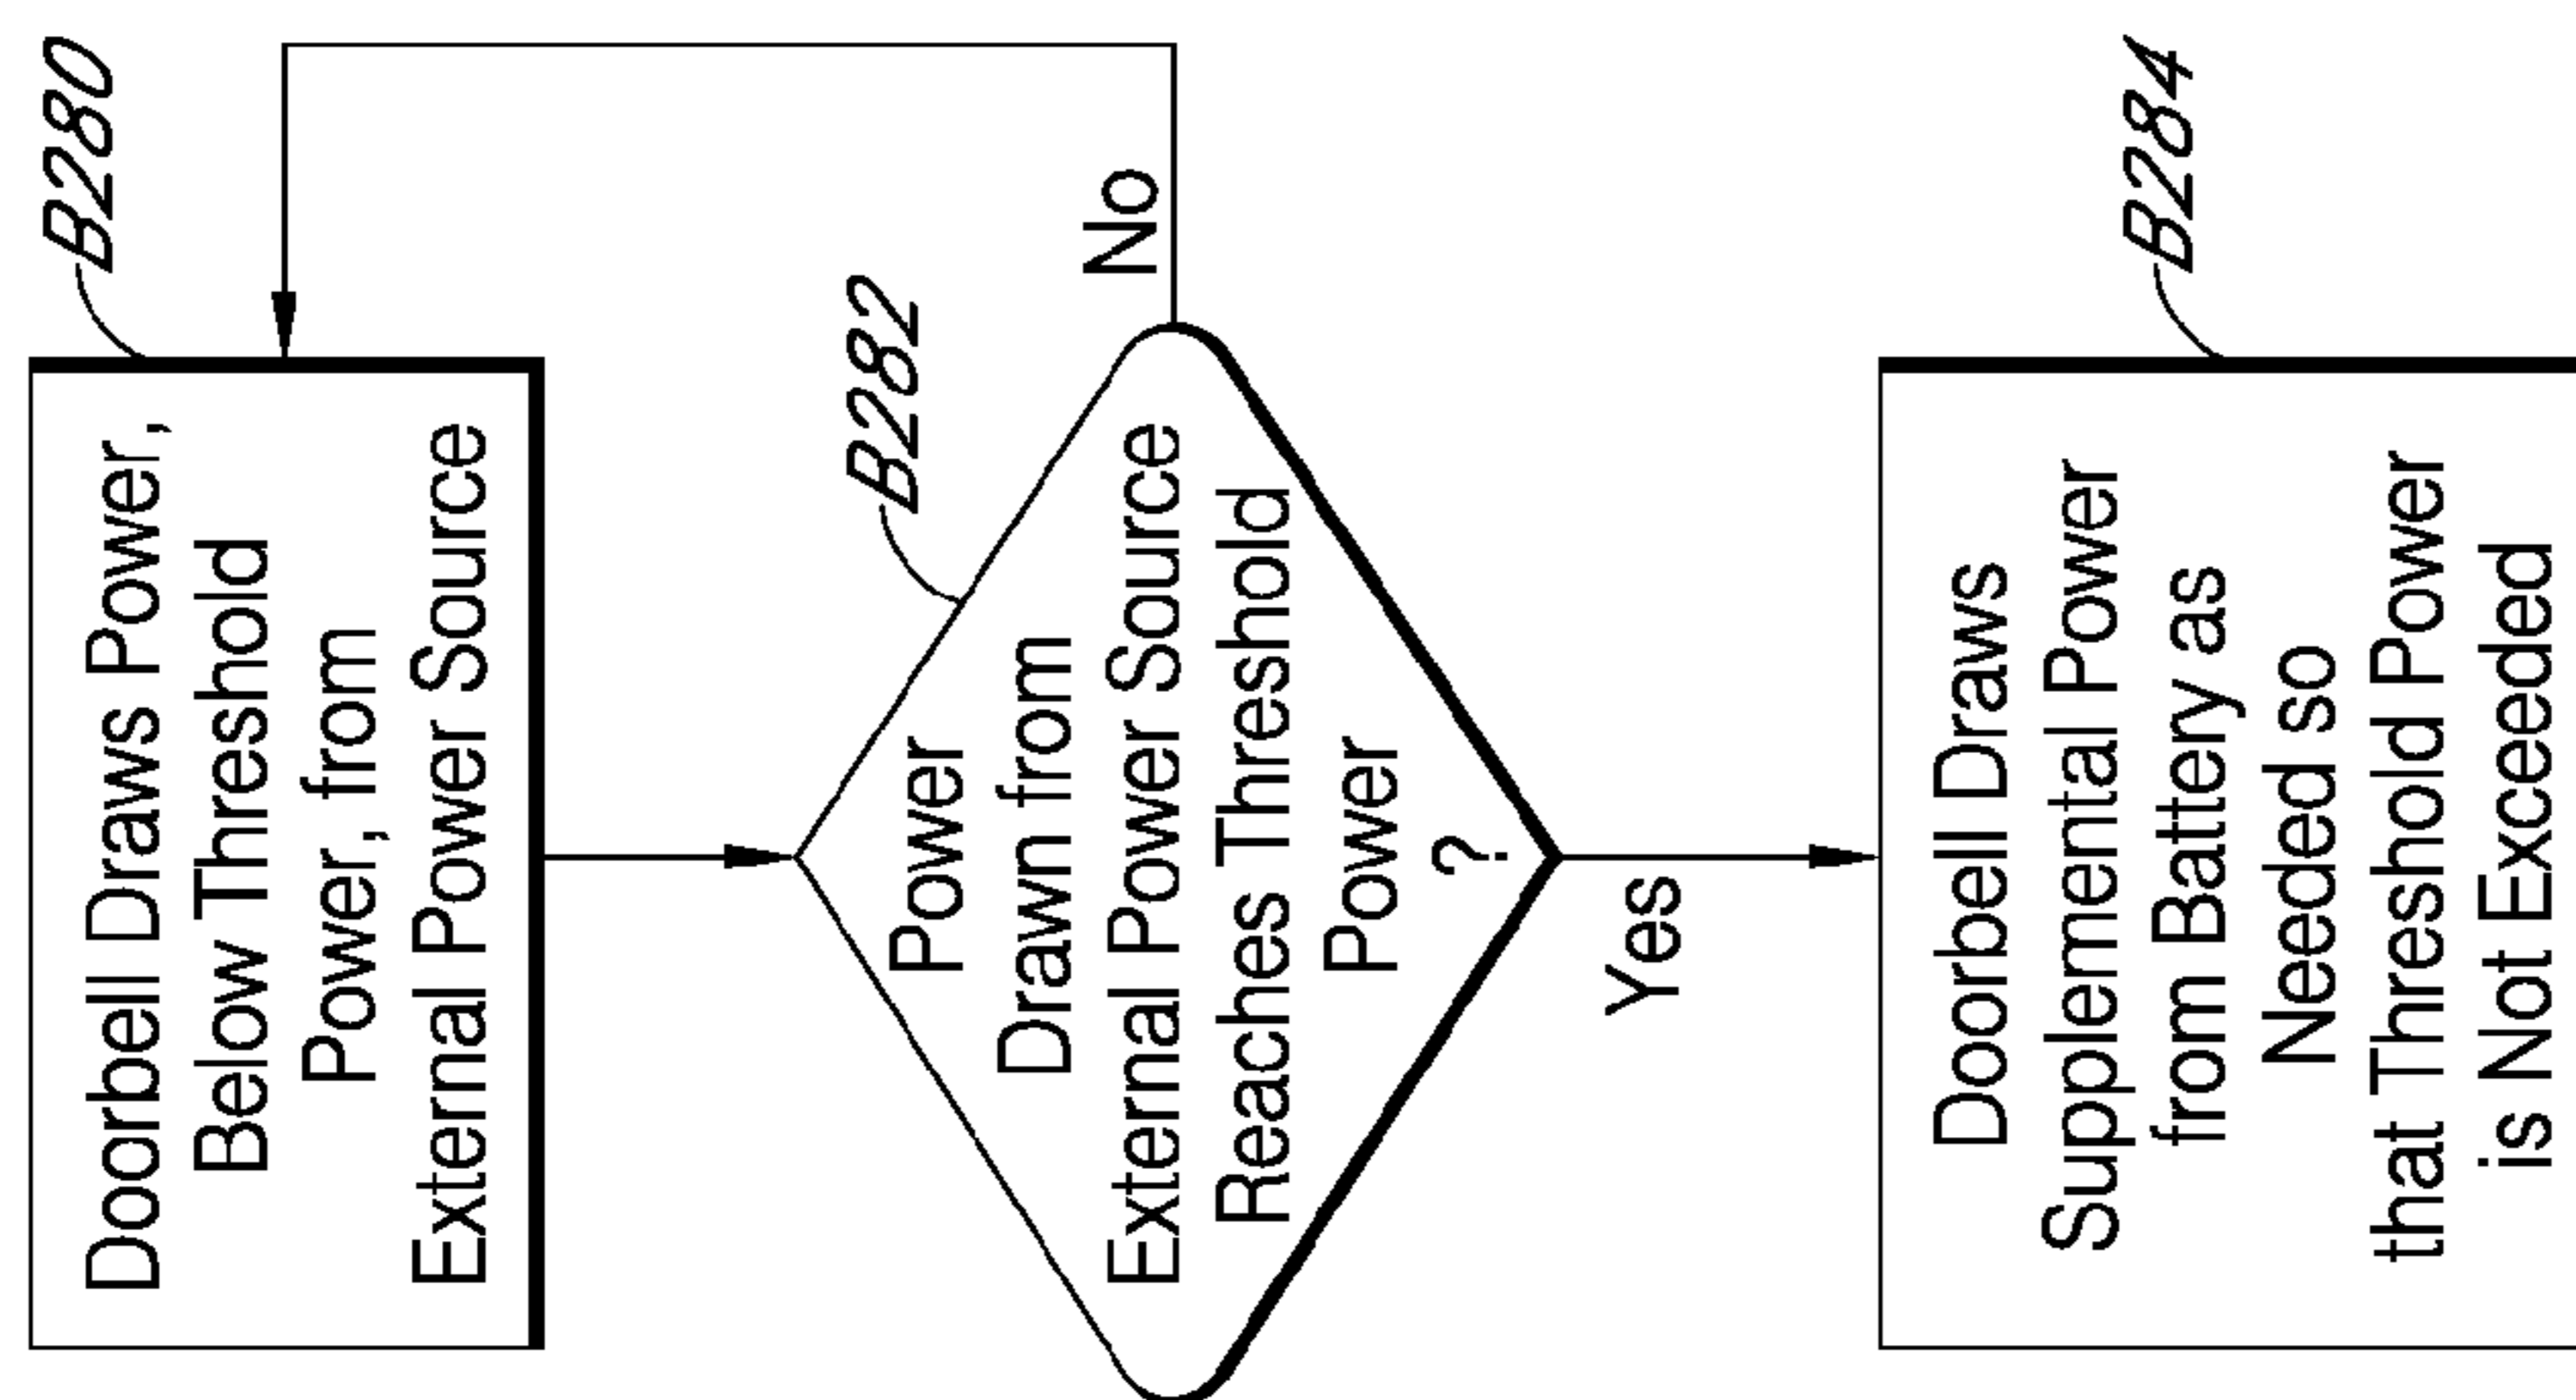 B280
Doorbell Draws Power,
Below Threshold
Power, from
External Power Source
B282
Power
Drawn from
External Power Source
Reaches Threshold
Power
?
No
Yes
B284
Doorbell Draws
Supplemental Power
from Battery as
Needed so
that Threshold Power
is Not Exceeded